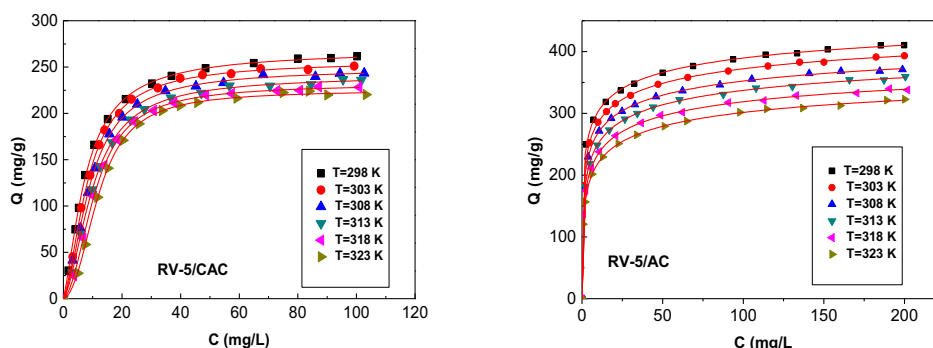 300
250
200
150
100
50
0
Q (mg/g)
T=298 K
T=303 K
T=308 K
T=313 K
T=318 K
T=323 K
RV-5/CAC
0 20 40 60 80 100 120
C (mg/L)
400
300
200
100
0
Q (mg/g)
T=298 K
T=303 K
T=308 K
T=313 K
T=318 K
T=323 K
RV-5/AC
0 50 100 150 200
C (mg/L